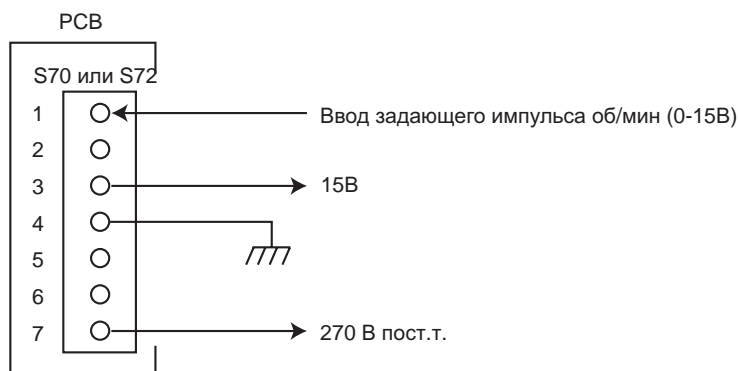 PCB
S70 или S72
1 Ввод задающего импульса об/мин (0-15В)
2
3 15В
4
5
6
7 270 В пост.т.